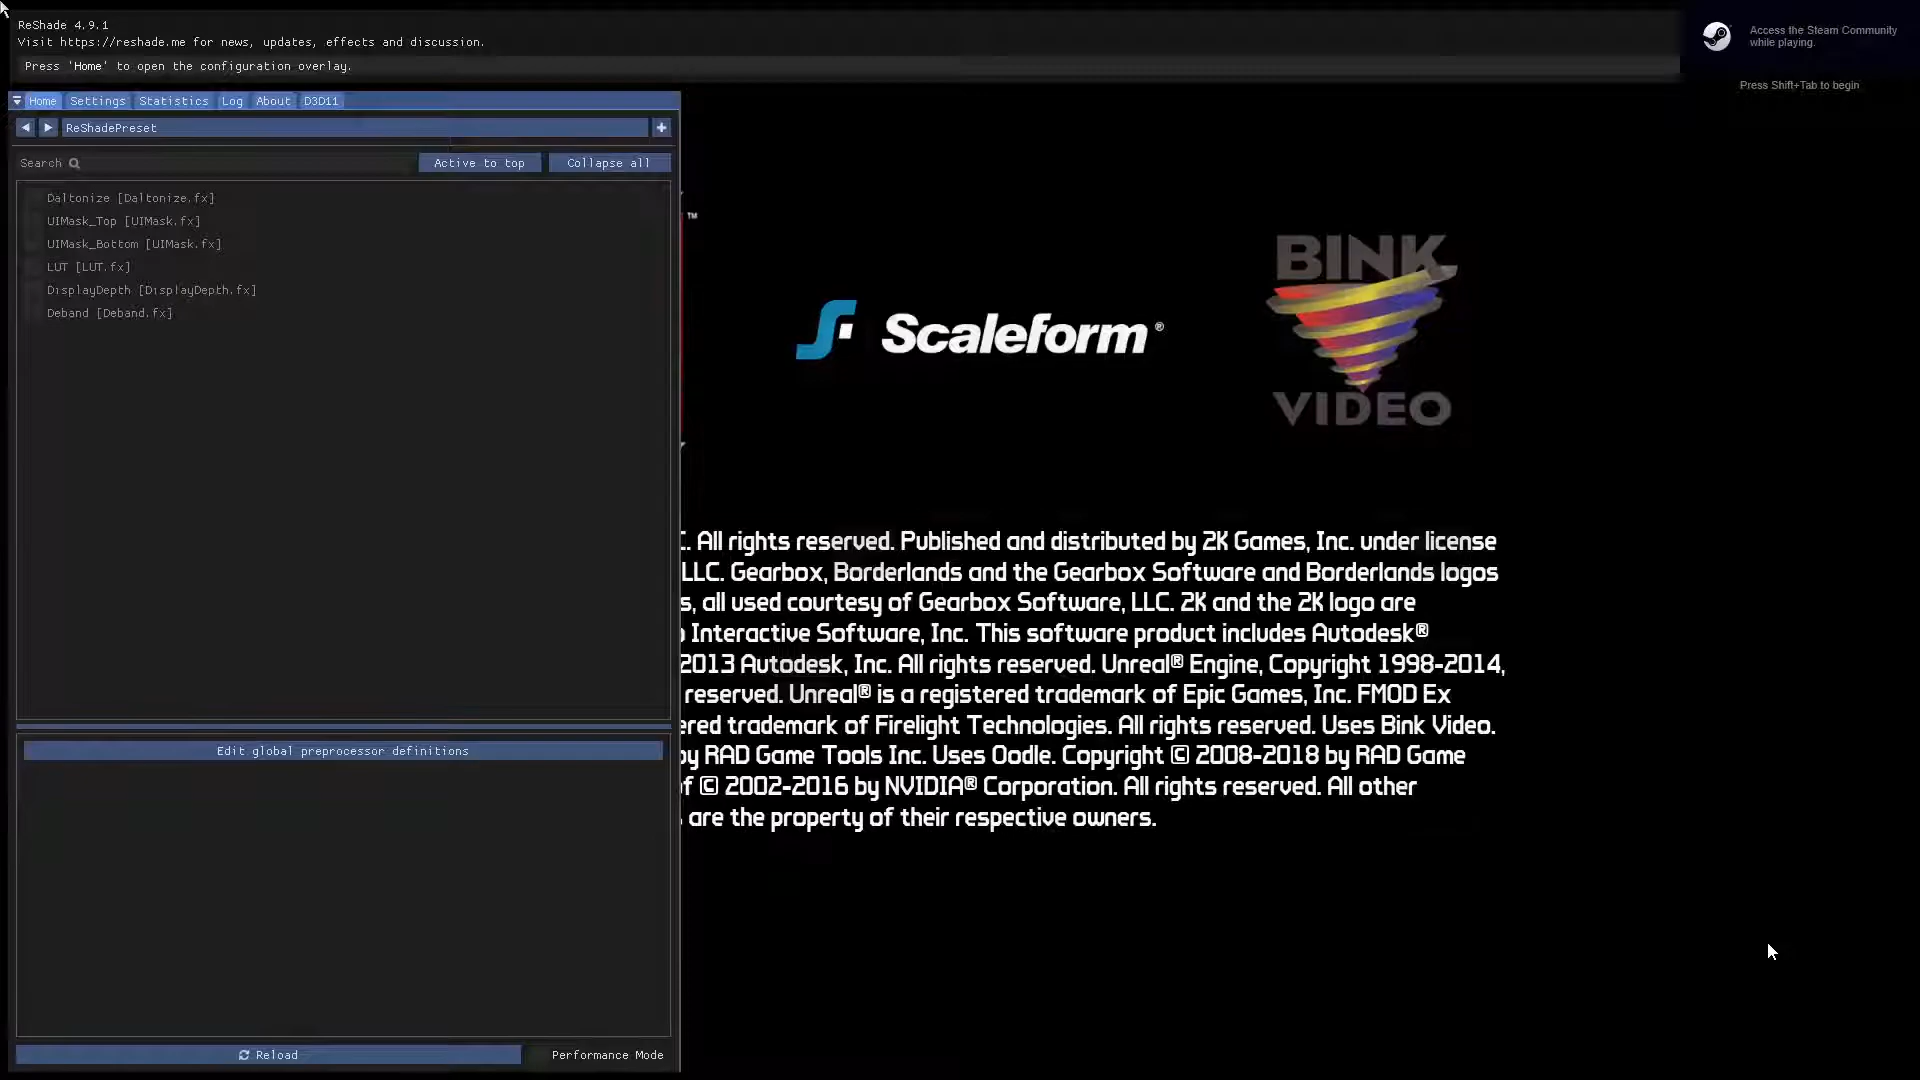 ReShade 4.9.1
Visit https://reshade.me for news, updates, effects and discussion.
Press 'Home' to open the configuration overlay.
Access the Steam Community
while playing.
Press Shift+Tab to begin
Home Settings Statistics Log About D3D11
ReShadePreset
Search
Active to top
Collapse all
Daltonize [Daltonize.fx]
UIMask_Top [UIMask.fx]
UIMask_Bottom [UIMask.fx]
LUT [LUT.fx]
DisplayDepth [DisplayDepth.fx]
Deband [Deband.fx]
Edit global preprocessor definitions
Reload
Performance Mode
™
Scaleform®
BINK
VIDEO
All rights reserved. Published and distributed by 2K Games, Inc. under license
LLC. Gearbox, Borderlands and the Gearbox Software and Borderlands logos
s, all used courtesy of Gearbox Software, LLC. 2K and the 2K logo are
Interactive Software, Inc. This software product includes Autodesk®
2013 Autodesk, Inc. All rights reserved. Unreal® Engine, Copyright 1998-2014,
reserved. Unreal® is a registered trademark of Epic Games, Inc. FMOD Ex
ered trademark of Firelight Technologies. All rights reserved. Uses Bink Video.
by RAD Game Tools Inc. Uses Oodle. Copyright © 2008-2018 by RAD Game
f © 2002-2016 by NVIDIA® Corporation. All rights reserved. All other
are the property of their respective owners.